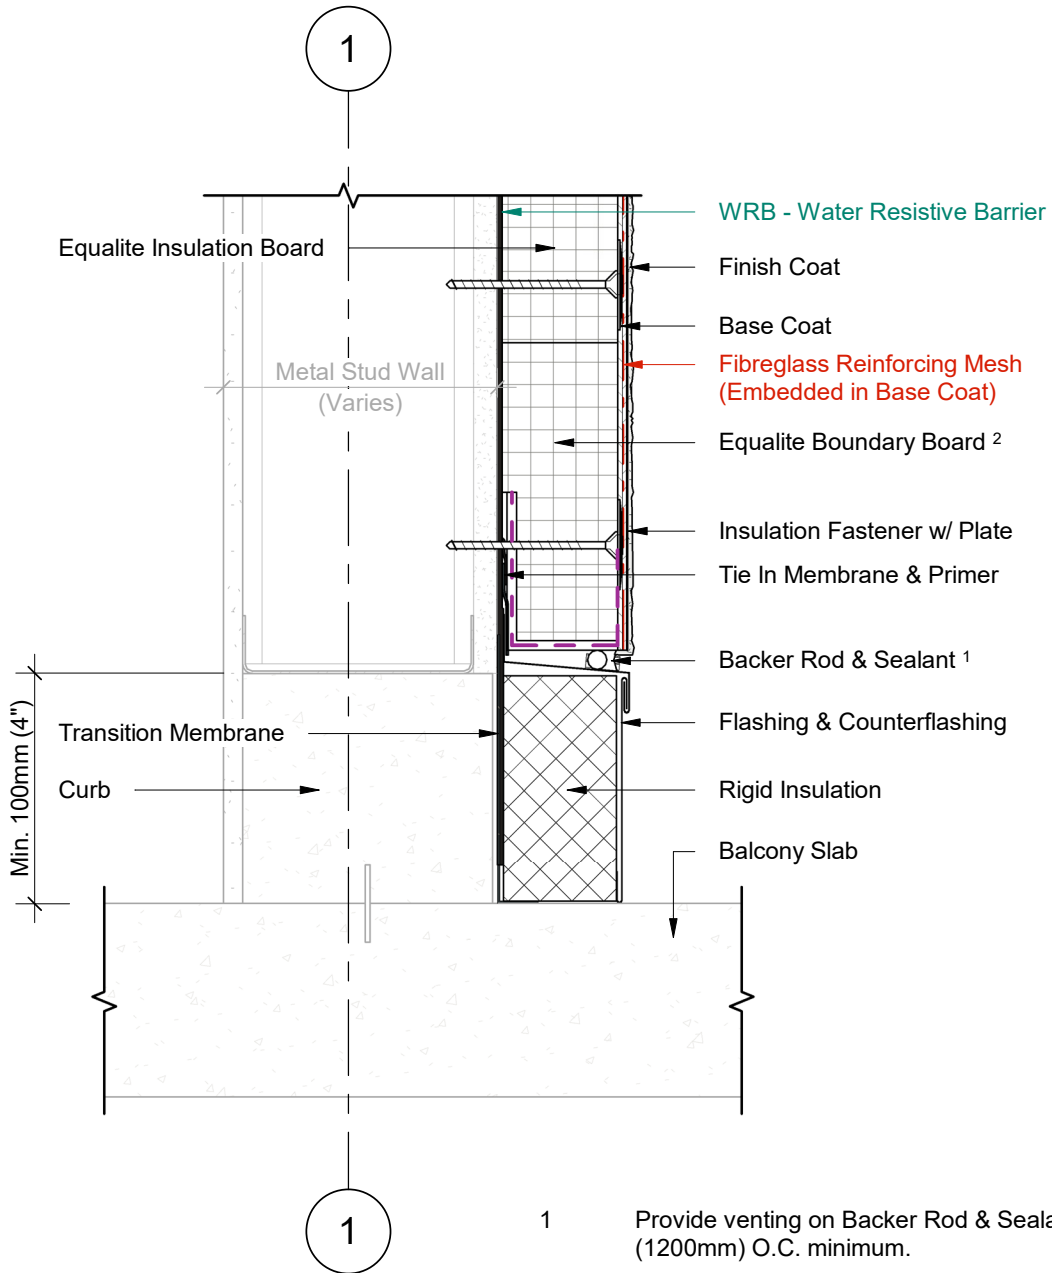 1
WRB - Water Resistive Barrier
Equalite Insulation Board
Finish Coat
Base Coat
Metal Stud Wall
(Varies)
Fibreglass Reinforcing Mesh
(Embedded in Base Coat)
Equalite Boundary Board ²
Insulation Fastener w/ Plate
Tie In Membrane & Primer
Backer Rod & Sealant ¹
Transition Membrane
Flashing & Counterflashing
Curb
Rigid Insulation
Min. 100mm (4")
Balcony Slab
1
1 Provide venting on Backer Rod &
(1200mm) O.C. minimum.